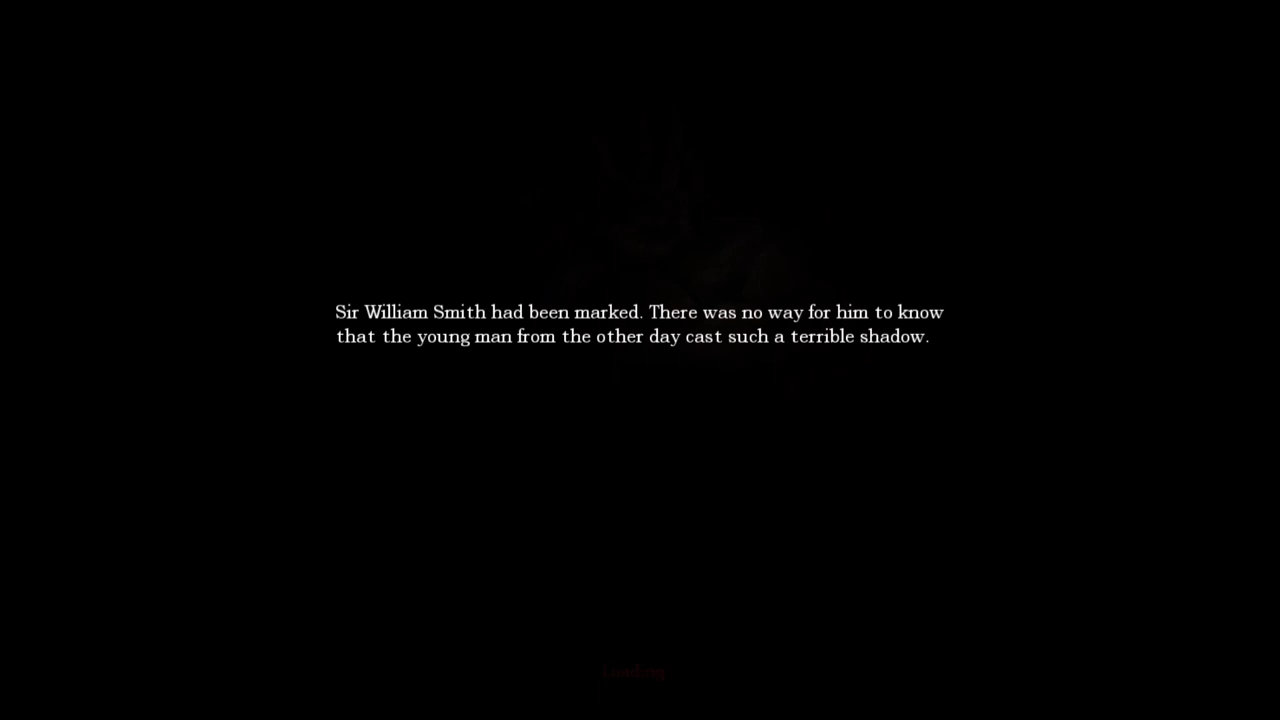 Sir William Smith had been marked. There was no way for him to know
that the young man from the other day cast such a terrible shadow.
Loading